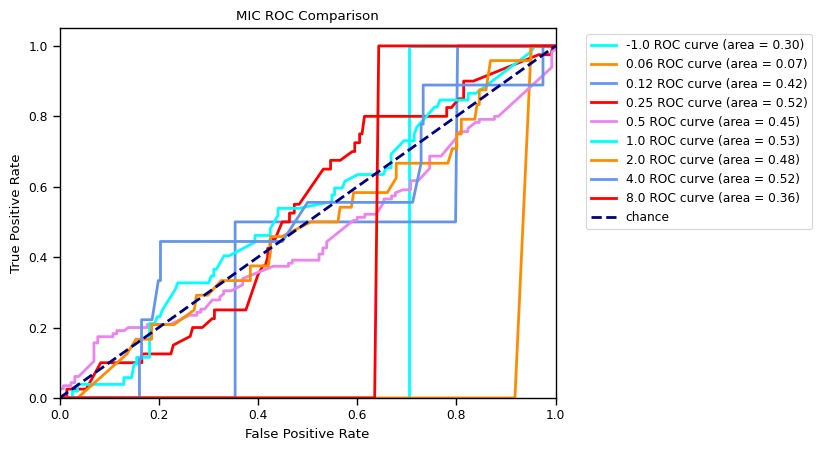 MIC ROC Comparison
True Positive Rate
1.0
0.8
0.6
0.4
0.2
0.0
0.0 0.2 0.4 0.6 0.8 1.0
False Positive Rate
-1.0 ROC curve (area = 0.30)
0.06 ROC curve (area = 0.07)
0.12 ROC curve (area = 0.42)
0.25 ROC curve (area = 0.52)
0.5 ROC curve (area = 0.45)
1.0 ROC curve (area = 0.53)
2.0 ROC curve (area = 0.48)
4.0 ROC curve (area = 0.52)
8.0 ROC curve (area = 0.36)
chance